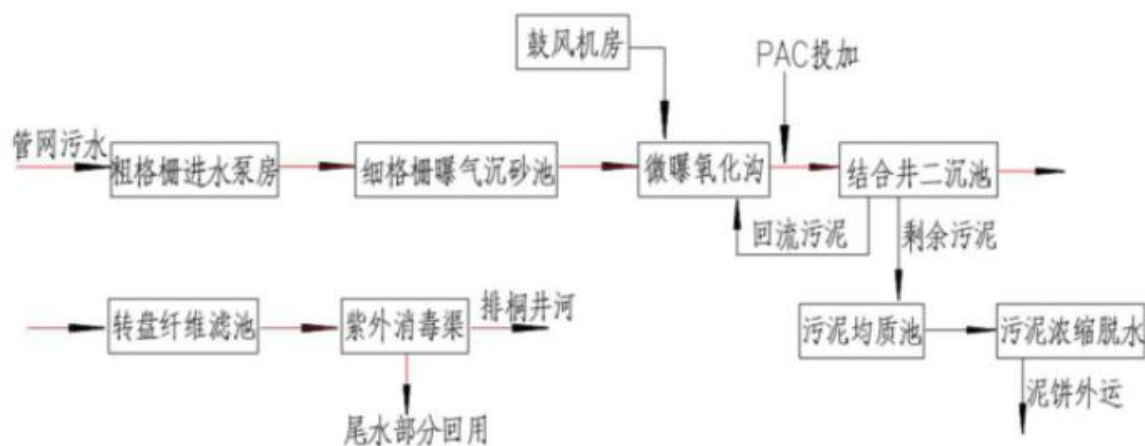 鼓风机房
PAC投加
管网污水
粗格栅进水泵房
细格栅曝气沉砂池
微曝氧化沟
结合井二沉池
回流污泥
剩余污泥
转盘纤维滤池
紫外消毒渠
排桐井河
污泥均质池
污泥浓缩脱水
尾水部分回用
泥饼外运